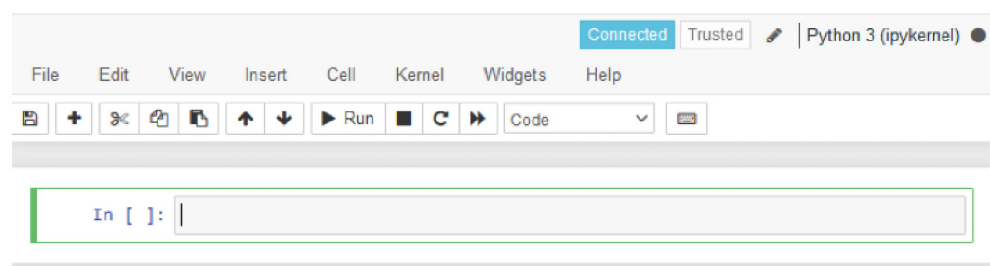 Connected Trusted Python 3 (ipykernel)
File Edit View Insert Cell Kernel Widgets Help
Run Code
In [ ]: